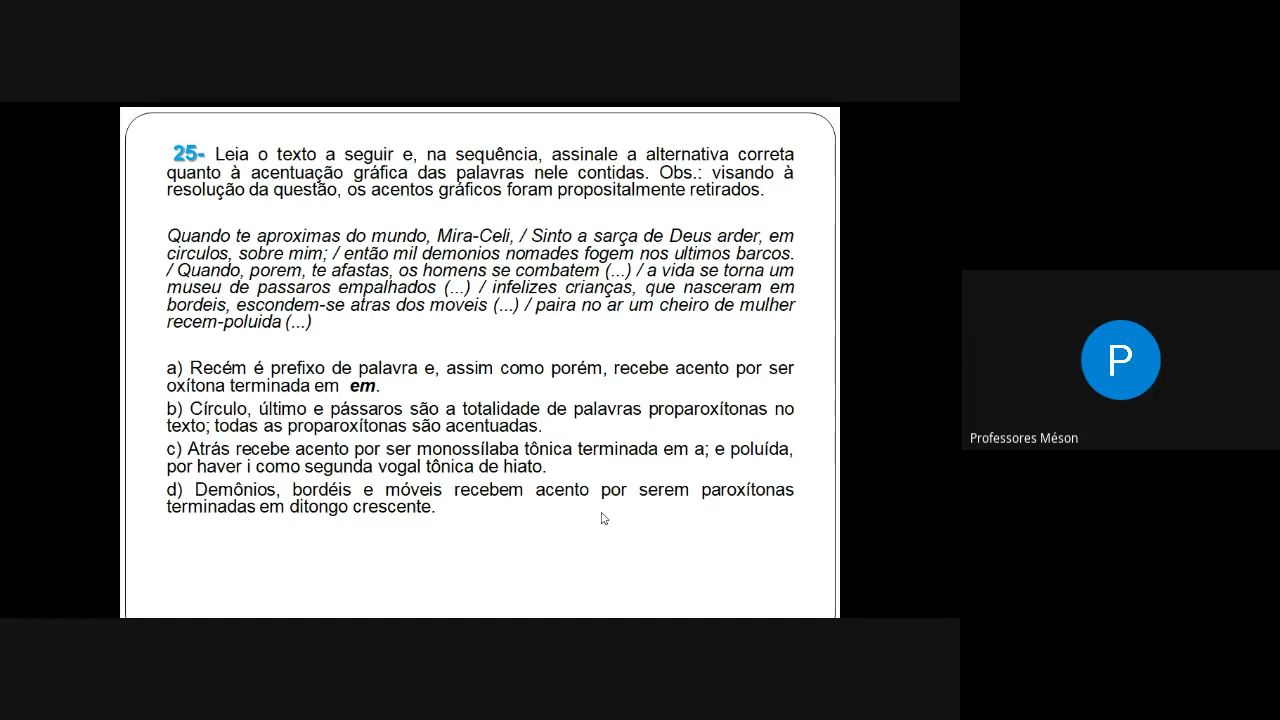 25- Leia o texto a seguir e, na sequência, assinale a alternativa correta
quanto à acentuação gráfica das palavras nele contidas. Obs.: visando à
resolução da questão, os acentos gráficos foram propositalmente retirados.
Quando te aproximas do mundo, Mira-Celi, / Sinto a sarça de Deus arder, em
circulos, sobre mim; / então mil demonios nomades fogem nos ultimos barcos.
/ Quando, porem, te afastas, os homens se combatem (...) / a vida se torna um
museu de passaros empalhados (...) / infelizes crianças, que nasceram em
bordeis, escondem-se atras dos moveis (...) / paira no ar um cheiro de mulher
recem-poluida (...)
a) Recém é prefixo de palavra e, assim como porém, recebe acento por ser
oxítona terminada em em.
b) Círculo, último e pássaros são a totalidade de palavras proparoxítonas no
texto; todas as proparoxítonas são acentuadas.
c) Atrás recebe acento por ser monossílaba tônica terminada em a; e poluída,
por haver i como segunda vogal tônica de hiato.
d) Demônios, bordéis e móveis recebem acento por serem paroxítonas
terminadas em ditongo crescente.
P
Professores Méson